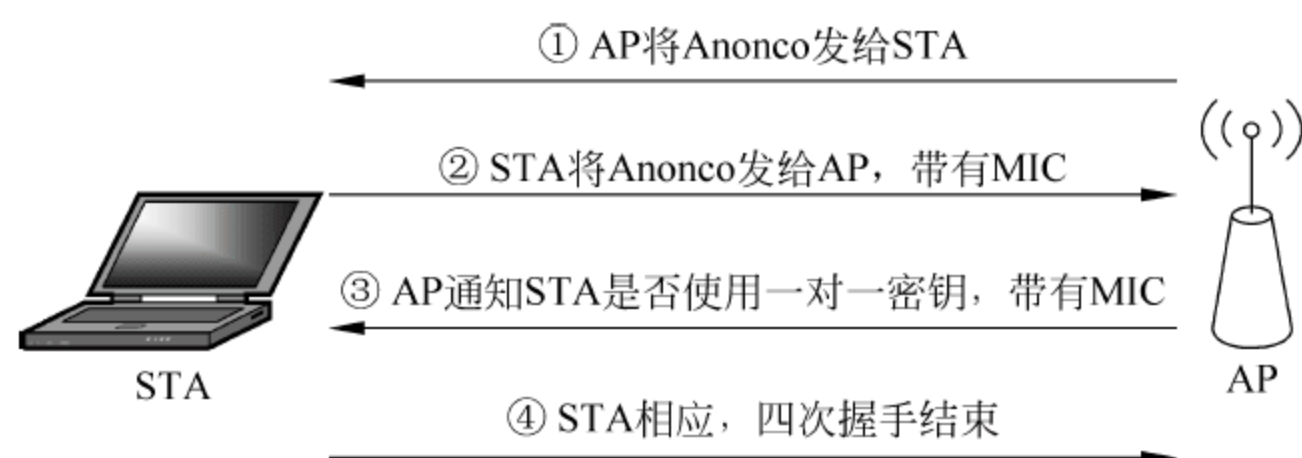 ① AP将Anonco发给STA
② STA将Anonco发给AP，带有MIC
③ AP通知STA是否使用一对一密钥，带有MIC
STA
AP
④ STA相应，四次握手结束